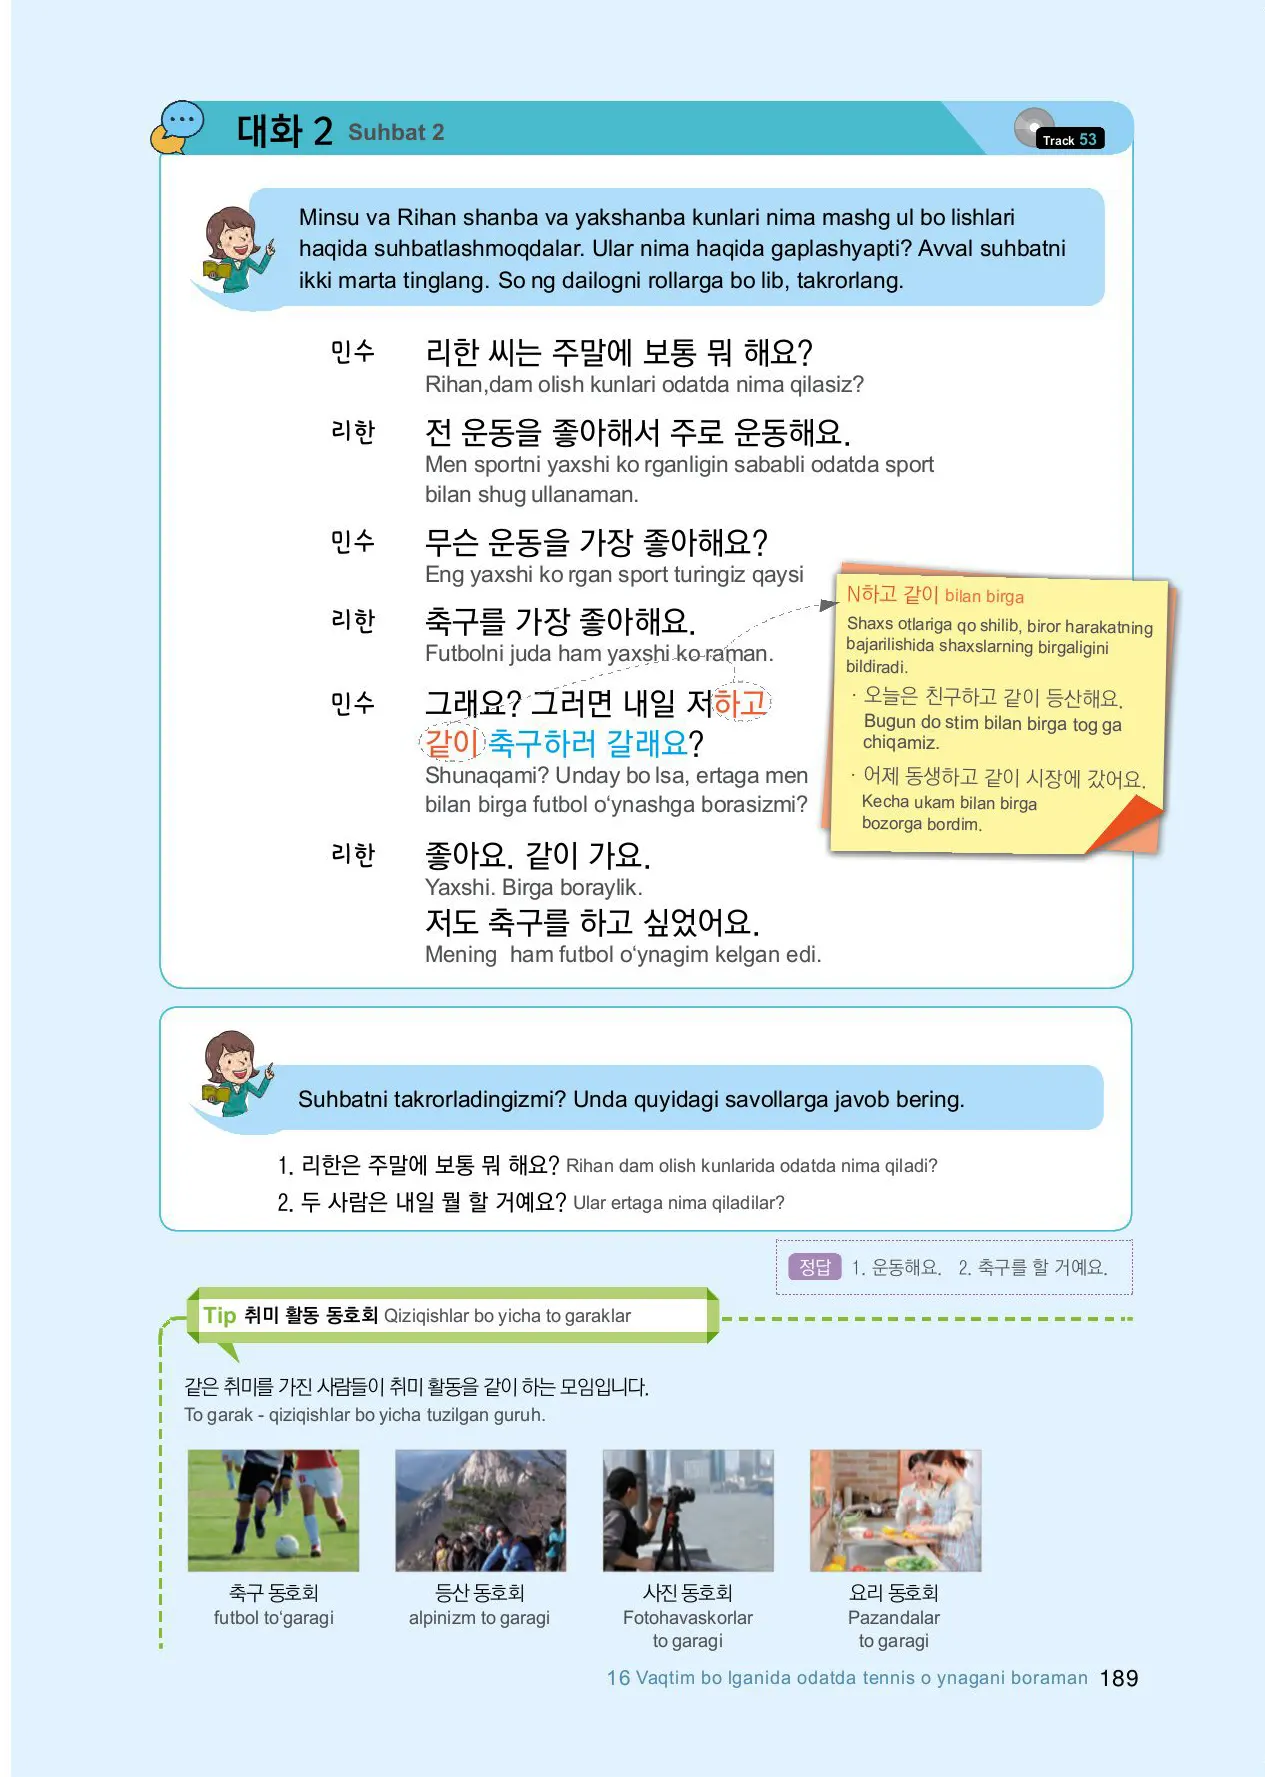 대화 2 Suhbat 2
Track 53
Minsu va Rihan shanba va yakshanba kunlari nima mashg ul bo lishlari
haqida suhbatlashmoqdalar. Ular nima haqida gaplashyapti? Avval suhbatni
ikki marta tinglang. So ng dailogni rollarga bo lib, takrorlang.
민수 리한 씨는 주말에 보통 뭐 해요?
Rihan,dam olish kunlari odatda nima qilasiz?
리한 전 운동을 좋아해서 주로 운동해요.
Men sportni yaxshi ko rganligin sababli odatda sport
bilan shug ullanaman.
민수 무슨 운동을 가장 좋아해요?
Eng yaxshi ko rgan sport turingiz qaysi
리한 축구를 가장 좋아해요.
Futbolni juda ham yaxshi ko raman.
민수 그래요? 그러면 내일 저하고
같이 축구하러 갈래요?
Shunaqami? Unday bo lsa, ertaga men
bilan birga futbol o‘ynashga borasizmi?
리한 좋아요. 같이 가요.
Yaxshi. Birga boraylik.
저도 축구를 하고 싶었어요.
Mening ham futbol o‘ynagim kelgan edi.
N하고 같이 bilan birga
Shaxs otlariga qo shilib, biror harakatning
bajarilishida shaxslarning birgaligini
bildiradi.
· 오늘은 친구하고 같이 등산해요.
Bugun do stim bilan birga tog ga
chiqamiz.
· 어제 동생하고 같이 시장에 갔어요.
Kecha ukam bilan birga
bozorga bordim.
Suhbatni takrorladingizmi? Unda quyidagi savollarga javob bering.
1. 리한은 주말에 보통 뭐 해요? Rihan dam olish kunlarida odatda nima qiladi?
2. 두 사람은 내일 뭘 할 거예요? Ular ertaga nima qiladilar?
정답 1. 운동해요. 2. 축구를 할 거예요.
Tip 취미 활동 동호회 Qiziqishlar bo yicha to garaklar
같은 취미를 가진 사람들이 취미 활동을 같이 하는 모임입니다.
To garak - qiziqishlar bo yicha tuzilgan guruh.
축구 동호회
futbol to‘garagi
등산 동호회
alpinizm to garagi
사진 동호회
Fotohavaskorlar
to garagi
요리 동호회
Pazandalar
to garagi
16 Vaqtim bo lganida odatda tennis o ynagani boraman 189